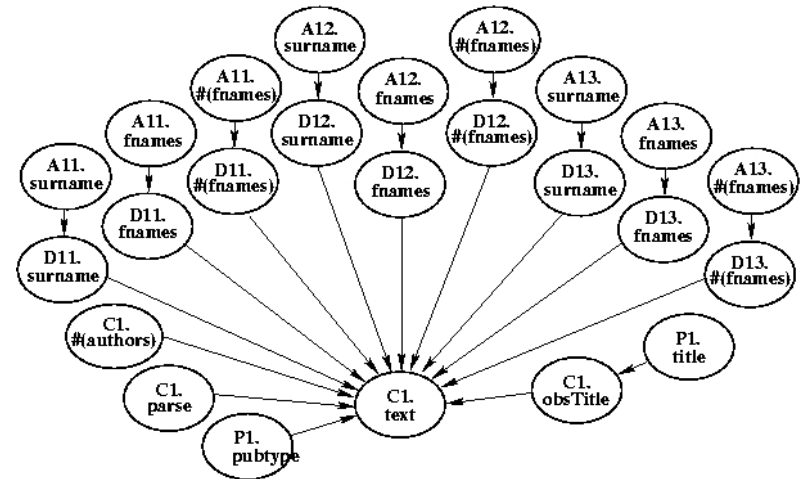 A12.
surname
A12.
#(fnames)
A11.
#(fnames)
A12.
fnames
A13.
surname
A11.
fnames
D12.
surname
D12.
#(fnames)
A13.
fnames
A11.
surname
D11.
#(fnames)
D12.
fnames
D13.
surname
A13.
#(fnames)
D11.
fnames
D13.
fnames
D11.
surname
D13.
#(fnames)
C1.
#(authors)
P1.
title
C1.
parse
C1.
text
C1.
obsTitle
P1.
pubtype